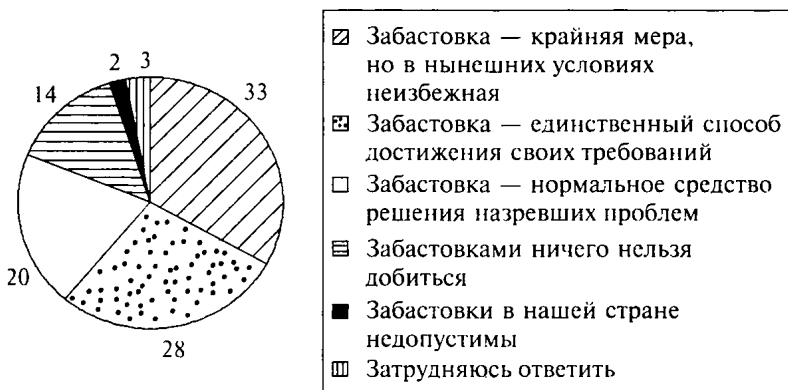 2
3
14
33
20
28
Забастовка — крайняя мера,
но в нынешних условиях
неизбежная
Забастовка — единственный способ
достижения своих требований
Забастовка — нормальное средство
решения назревших проблем
Забастовками ничего нельзя
добиться
Забастовки в нашей стране
недопустимы
Затрудняюсь ответить